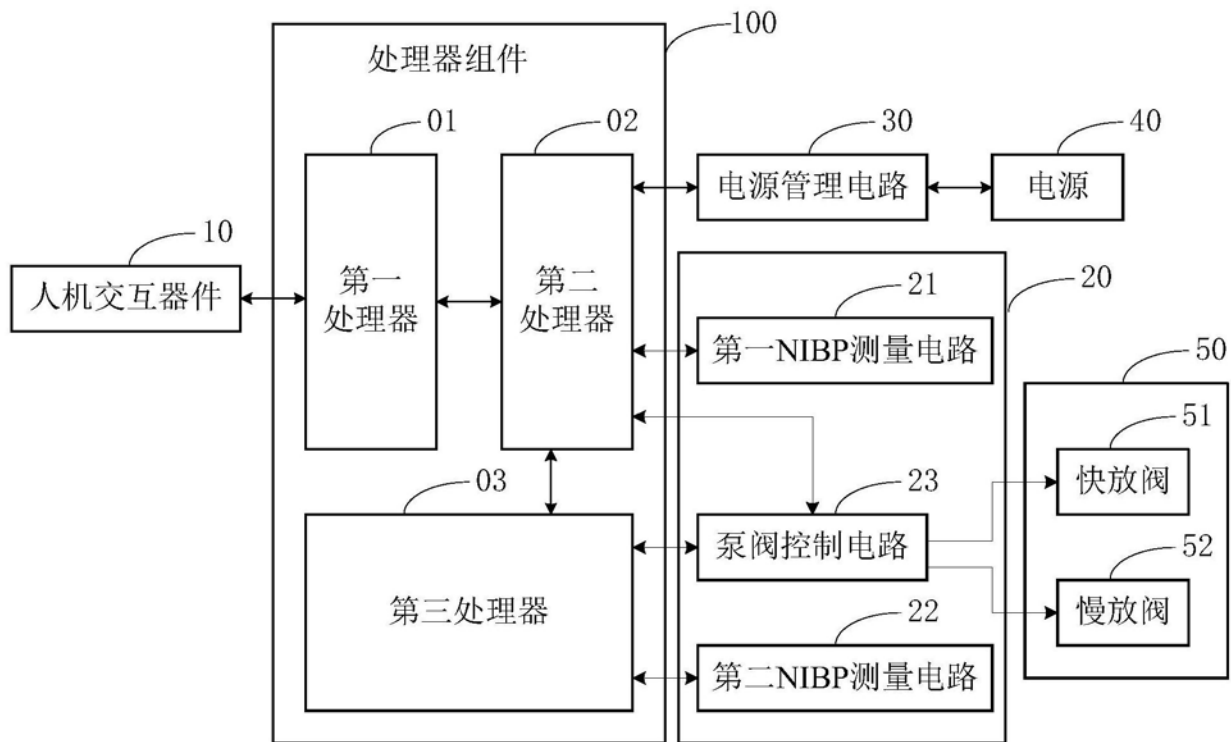 100
处理器组件
01
02
30
40
电源管理电路
电源
10
人机交互器件
第一
处理器
第二
处理器
20
21
第一NIBP测量电路
50
51
快放阀
03
23
泵阀控制电路
52
慢放阀
第三处理器
22
第二NIBP测量电路